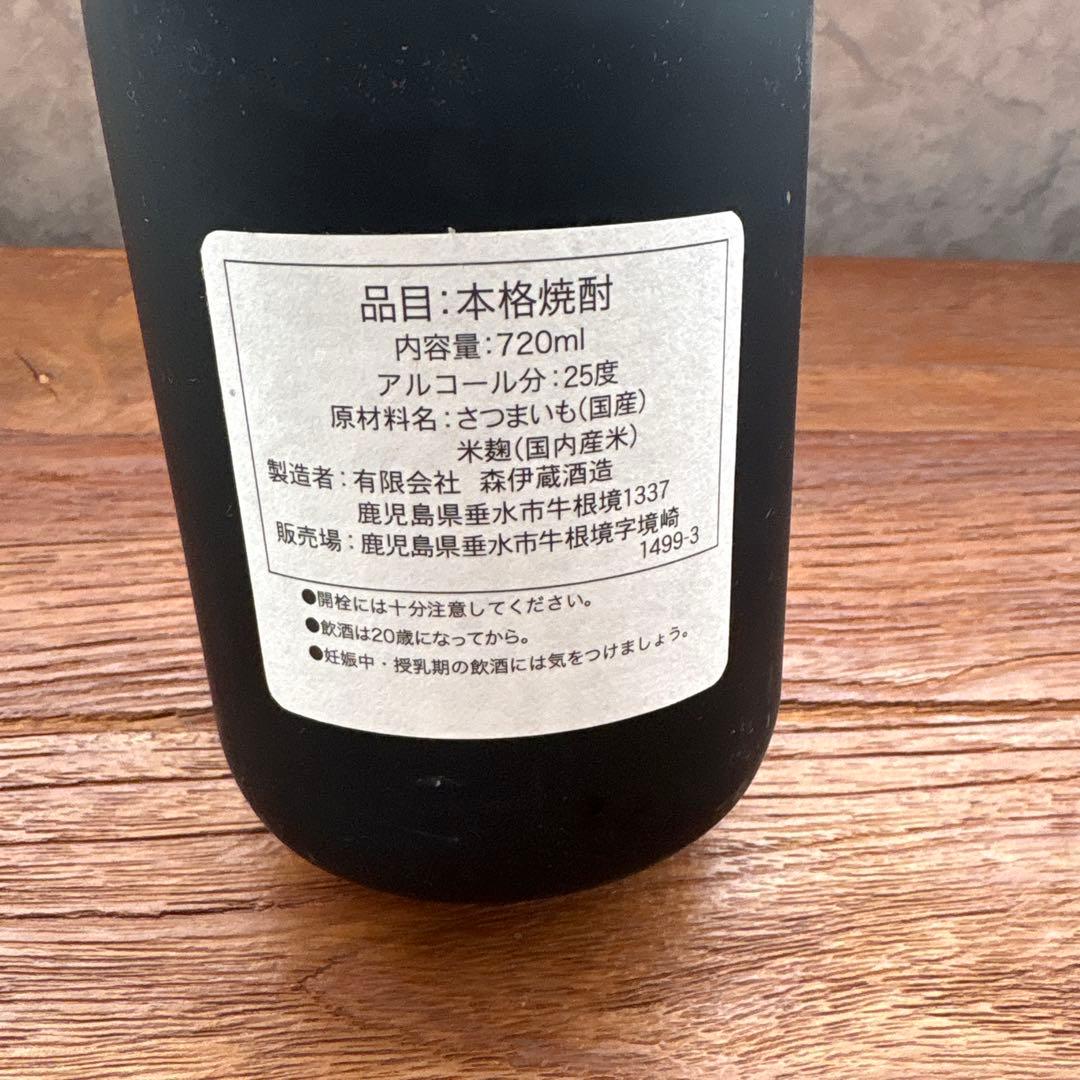 品目：本格焼酎
内容量：720ml
アルコール分：25度
原材料名：さつまいも(国産)
米麹(国内産米)
製造者：有限会社 森伊蔵酒造
鹿児島県垂水市牛根境1337
販売場：鹿児島県垂水市牛根境字境崎
1499-3
●開栓には十分注意してください。
●飲酒は20歳になってから。
●妊娠中・授乳期の飲酒には気をつけましょう。